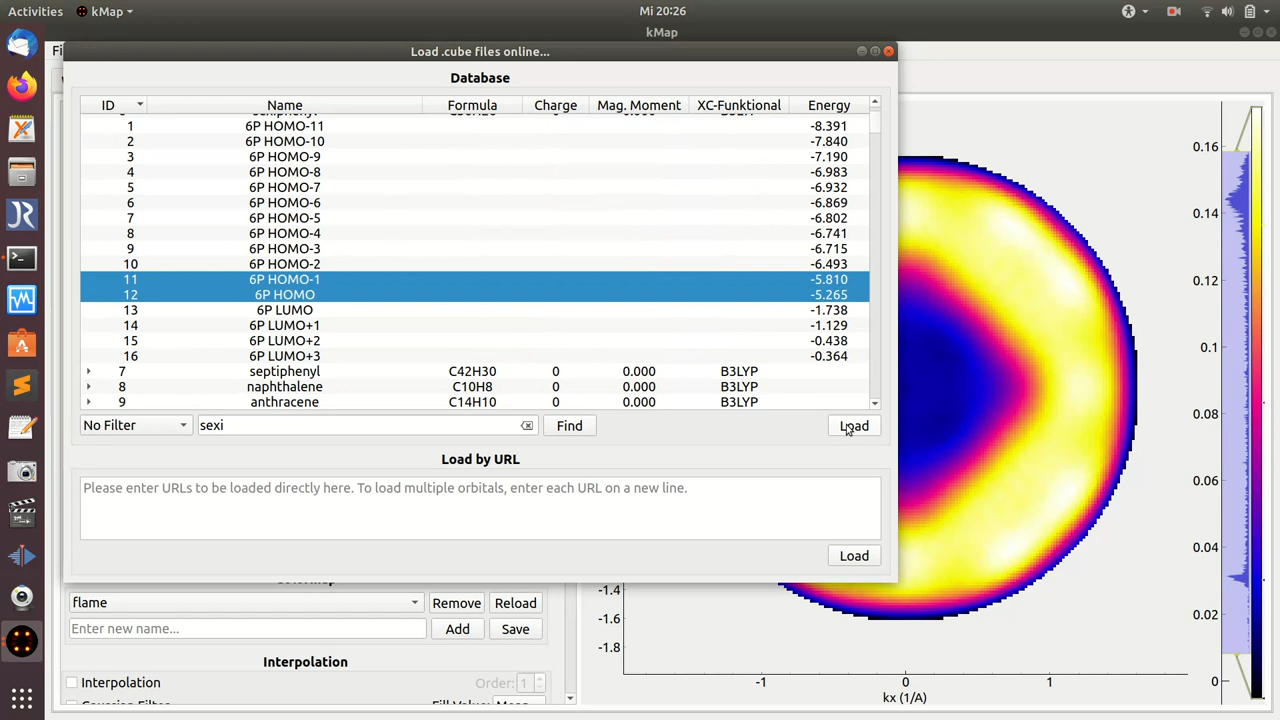 Activities kMap Mi 20:26
kMap
Fi
Load .cube files online...
Database
ID Name Formula Charge Mag. Moment XC-Funktional Energy
1 6P HOMO-11 -8.391
2 6P HOMO-10 -7.840
3 6P HOMO-9 -7.190
4 6P HOMO-8 -6.983
5 6P HOMO-7 -6.932
6 6P HOMO-6 -6.869
7 6P HOMO-5 -6.802
8 6P HOMO-4 -6.741
9 6P HOMO-3 -6.715
10 6P HOMO-2 -6.493
11 6P HOMO-1 -5.810
12 6P HOMO -5.265
13 6P LUMO -1.738
14 6P LUMO+1 -1.129
15 6P LUMO+2 -0.438
16 6P LUMO+3 -0.364
7 septiphenyl C42H30 0 0.000 B3LYP
8 naphthalene C10H8 0 0.000 B3LYP
9 anthracene C14H10 0 0.000 B3LYP
No Filter sexi Find Load
Load by URL
Please enter URLs to be loaded directly here. To load multiple orbitals, enter each URL on a new line.
Load
flame Remove Reload
Enter new name... Add Save
Interpolation
Interpolation Order: 1
-1.4
-1.6
-1.8
-1 0 1
kx (1/A)
0.16
0.14
0.12
0.1
0.08
0.06
0.04
0.02
0